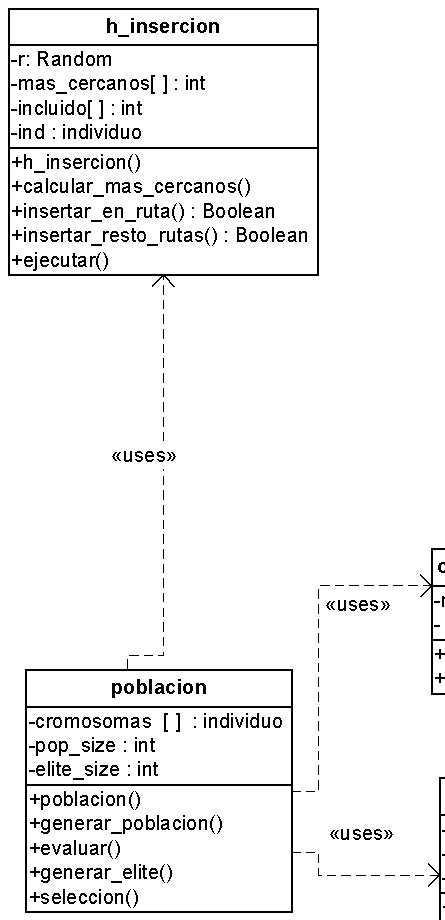 h_insercion
-r: Random
-mas_cercanos[ ] : int
-incluido[ ] : int
-ind : individuo
+h_insercion()
+calcular_mas_cercanos()
+insertar_en_ruta() : Boolean
+insertar_resto_rutas() : Boolean
+ejecutar()
«uses»
«uses»
poblacion
-cromosomas [ ] : individuo
-pop_size : int
-elite_size : int
+poblacion()
+generar_poblacion()
+evaluar()
+generar_elite()
+seleccion()
«uses»